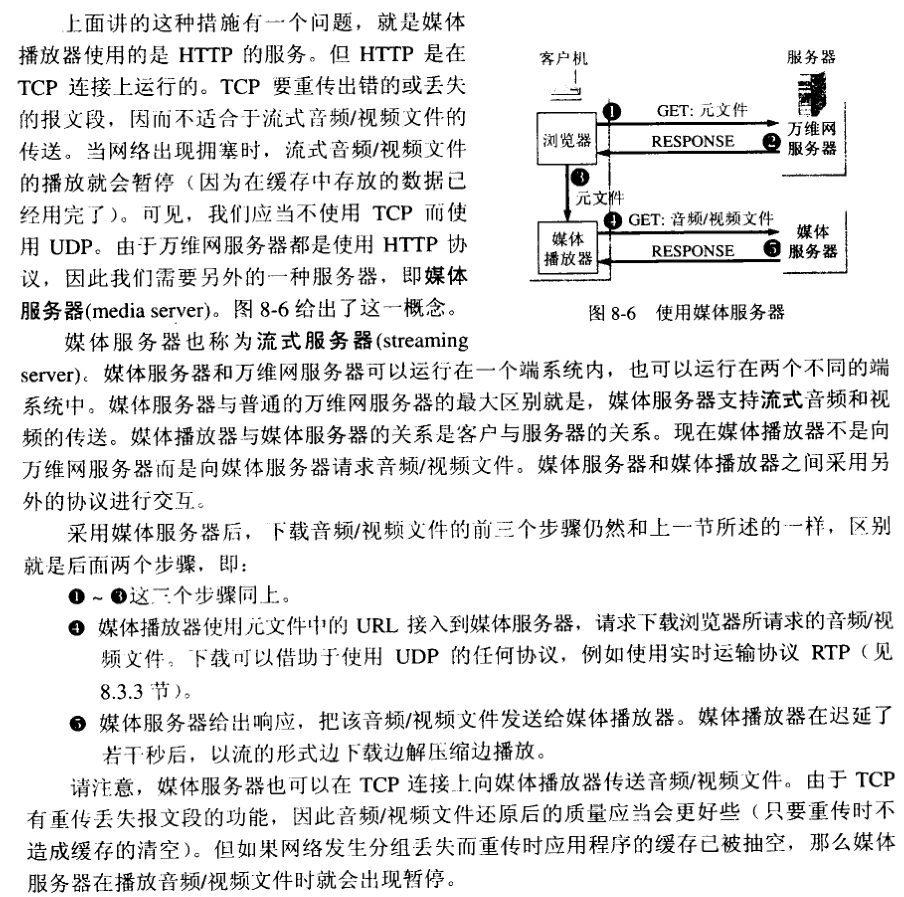 上面讲的这种措施有一个问题，就是媒体
播放器使用的是 HTTP 的服务。但 HTTP 是在
TCP 连接上运行的。TCP 要重传出错的或丢失
的报文段，因而不适合于流式音频/视频文件的
传送。当网络出现拥塞时，流式音频/视频文件
的播放就会暂停（因为在缓存中存放的数据已
经用完了）。可见，我们应当不使用 TCP 而使
用 UDP。由于万维网服务器都是使用 HTTP 协
议，因此我们需要另外的一种服务器，即媒体
服务器(media server)。图 8-6 给出了这一概念。
客户机
服务器
❶ GET: 元文件
浏览器
RESPONSE ❷
万维网
服务器
❸
元文件
❹ GET: 音频/视频文件
媒体
播放器
RESPONSE ❺
媒体
服务器
图 8-6 使用媒体服务器
媒体服务器也称为流式服务器(streaming
server)。媒体服务器和万维网服务器可以运行在一个端系统内，也可以运行在两个不同的端
系统中。媒体服务器与普通的万维网服务器的最大区别就是，媒体服务器支持流式音频和视
频的传送。媒体播放器与媒体服务器的关系是客户与服务器的关系。现在媒体播放器不是向
万维网服务器而是向媒体服务器请求音频/视频文件。媒体服务器和媒体播放器之间采用另
外的协议进行交互。
采用媒体服务器后，下载音频/视频文件的前三个步骤仍然和上一节所述的一样，区别
就是后面两个步骤，即：
❶ ~ ❸这三个步骤同上。
❹ 媒体播放器使用元文件中的 URL 接入到媒体服务器，请求下载浏览器所请求的音频/视
频文件。下载可以借助于使用 UDP 的任何协议，例如使用实时运输协议 RTP（见
8.3.3 节）。
❺ 媒体服务器给出响应，把该音频/视频文件发送给媒体播放器。媒体播放器在迟延了
若干秒后，以流的形式边下载边解压缩边播放。
请注意，媒体服务器也可以在 TCP 连接上向媒体播放器传送音频/视频文件。由于 TCP
有重传丢失报文段的功能，因此音频/视频文件还原后的质量应当会更好些（只要重传时不
造成缓存的清空）。但如果网络发生分组丢失而重传时应用程序的缓存已被抽空，那么媒体
服务器在播放音频/视频文件时就会出现暂停。